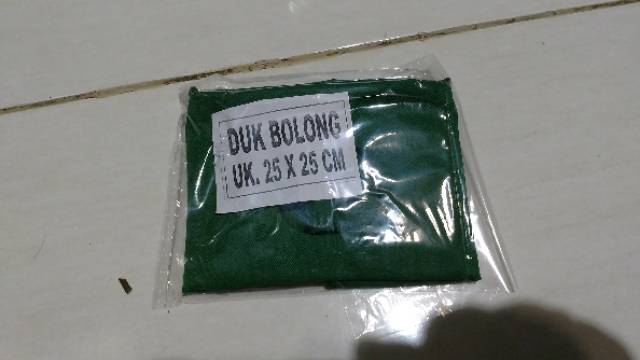 DUK BOLONG
UK. 25 X 25 CM